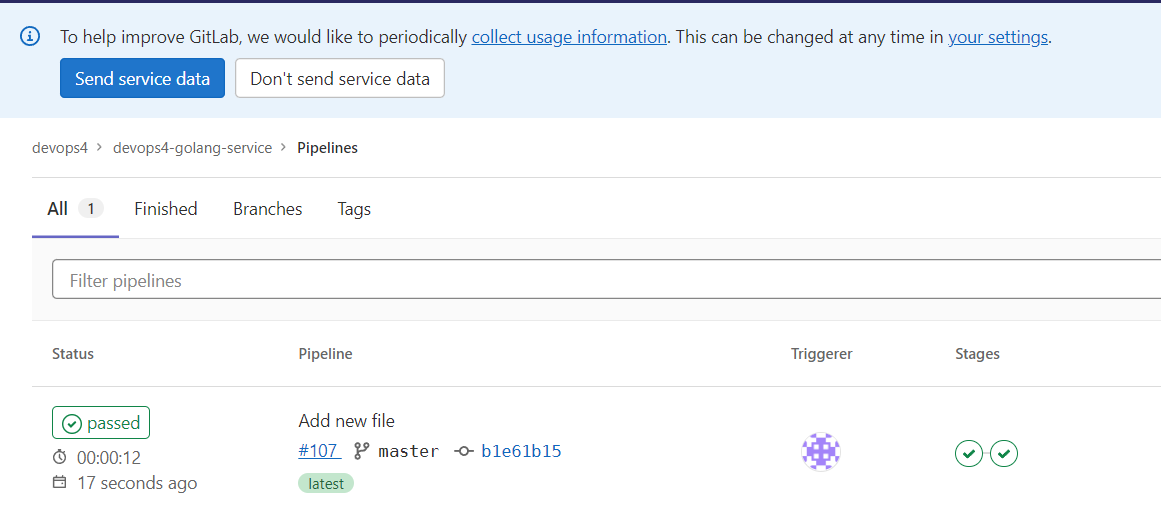 To help improve GitLab, we would like to periodically collect usage information. This can be changed at any time in your settings.
Send service data Don't send service data
devops4 > devops4-golang-service > Pipelines
All 1 Finished Branches Tags
Filter pipelines
Status Pipeline Triggerer Stages
passed Add new file
#107 master b1e61b15
00:00:12
17 seconds ago latest